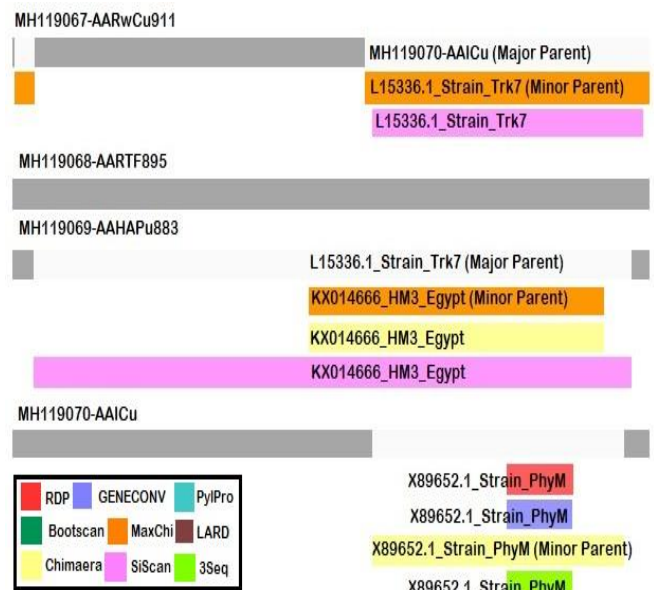 MH119067-AARwCu911
MH119070-AAICu (Major Parent)
L15336.1_Strain_Trk7 (Minor Parent)
L15336.1_Strain_Trk7
MH119068-AARTF895
MH119069-AAHAPu883
L15336.1_Strain_Trk7 (Major Parent)
KX014666_HM3_Egypt (Minor Parent)
KX014666_HM3_Egypt
KX014666_HM3_Egypt
MH119070-AAICu
X89652.1_Strain_PhyM
X89652.1_Strain_PhyM
X89652.1_Strain_PhyM (Minor Parent)
X89652.1_Strain_PhyM
RDP GENECONV PylPro
Bootscan MaxChi LARD
Chimaera SiScan 3Seq